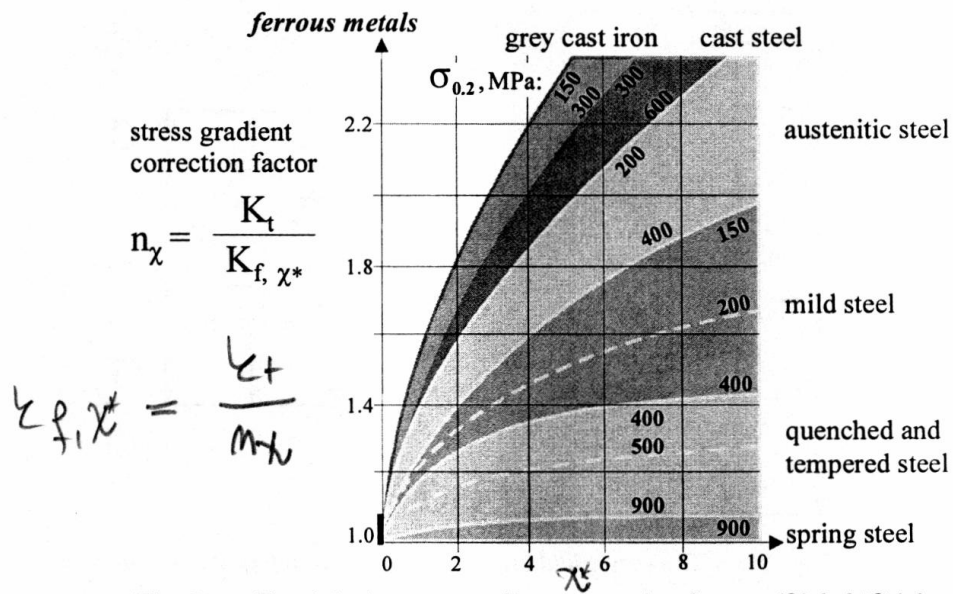 ferrous metals
grey cast iron
cast steel
σ0.2, MPa:
150
300
300
600
200
2.2
austenitic steel
stress gradient
correction factor
nχ = Kt / Kf, χ*
400
150
1.8
200
mild steel
Kf, χ* = Kt / nχ
1.4
400
400
500
quenched and
tempered steel
900
900
1.0
spring steel
0
2
4
6
8
10
χ*